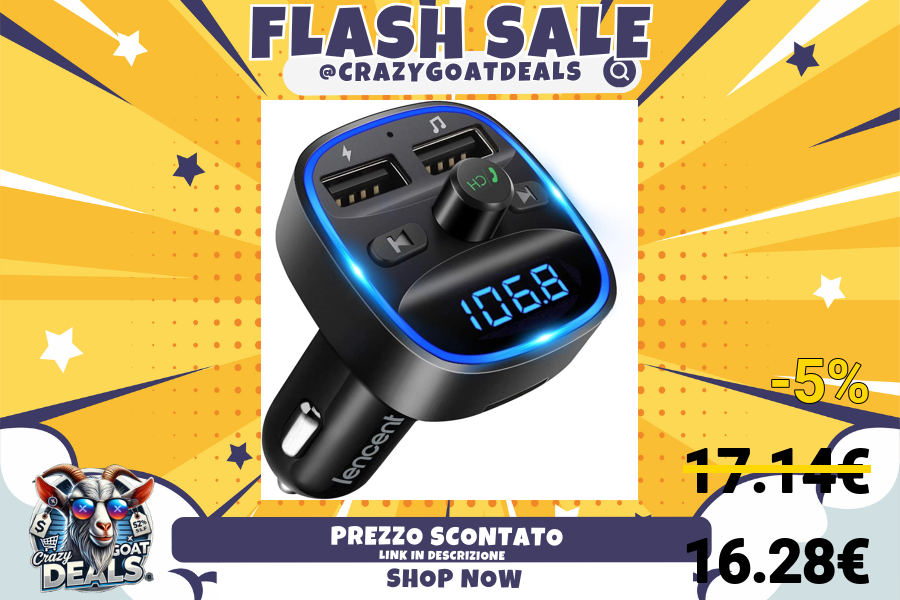 FLASH SALE
@CRAZYGOATDEALS
CH
106.8
lencent
-5%
17.14€
$
52%
Crazy
GOAT
DEALS
PREZZO SCONTATO
LINK IN DESCRIZIONE
SHOP NOW
16.28€